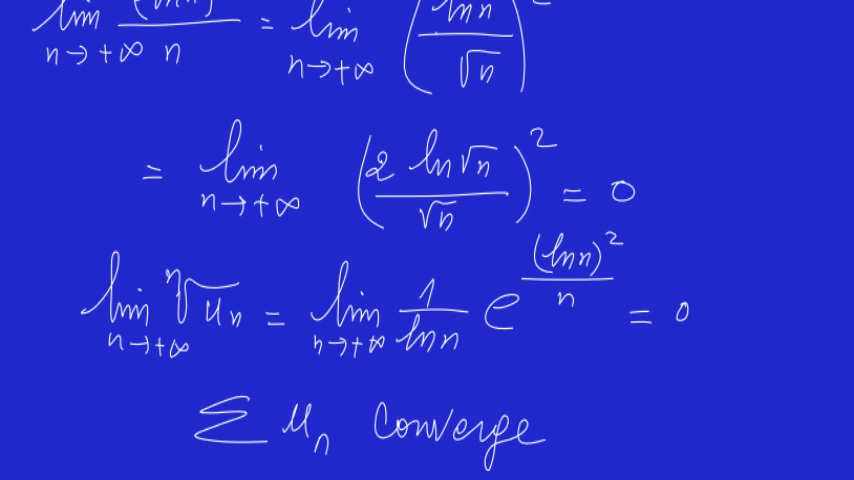 lim n→+∞ (ln n)² / n = lim n→+∞ (ln n / √n)²
= lim n→+∞ (2 ln √n / √n)² = 0
lim n→+∞ ⁿ√uₙ = lim n→+∞ 1/ln n e^((ln n)²/n) = 0
Σ uₙ converge